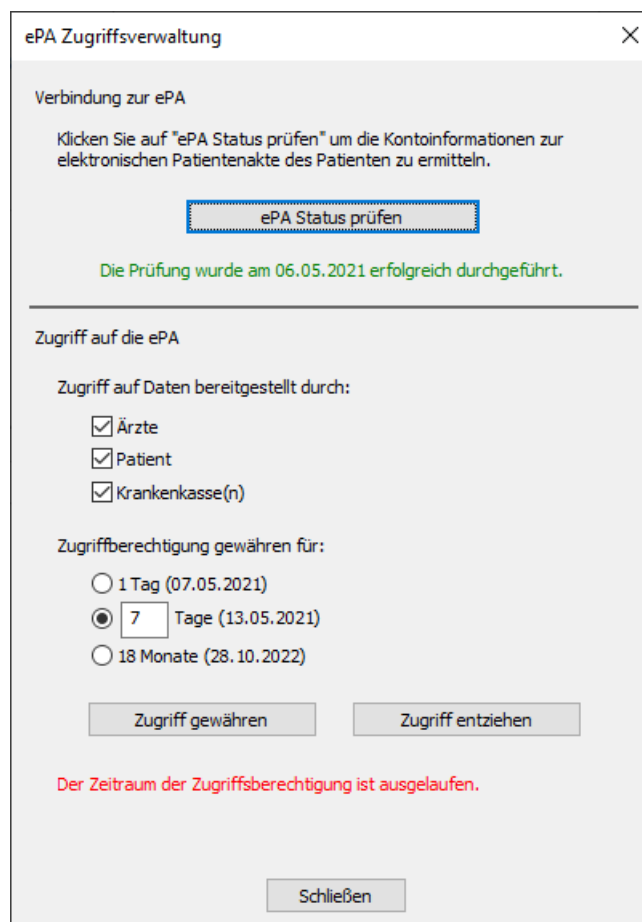 ePA Zugriffsverwaltung
Verbindung zur ePA
Klicken Sie auf "ePA Status prüfen" um die Kontoinformationen zur
elektronischen Patientenakte des Patienten zu ermitteln.
ePA Status prüfen
Die Prüfung wurde am 06.05.2021 erfolgreich durchgeführt.
Zugriff auf die ePA
Zugriff auf Daten bereitgestellt durch:
Ärzte
Patient
Krankenkasse(n)
Zugriffberechtigung gewähren für:
1 Tag (07.05.2021)
7 Tage (13.05.2021)
18 Monate (28.10.2022)
Zugriff gewähren Zugriff entziehen
Der Zeitraum der Zugriffsberechtigung ist ausgelaufen.
Schließen